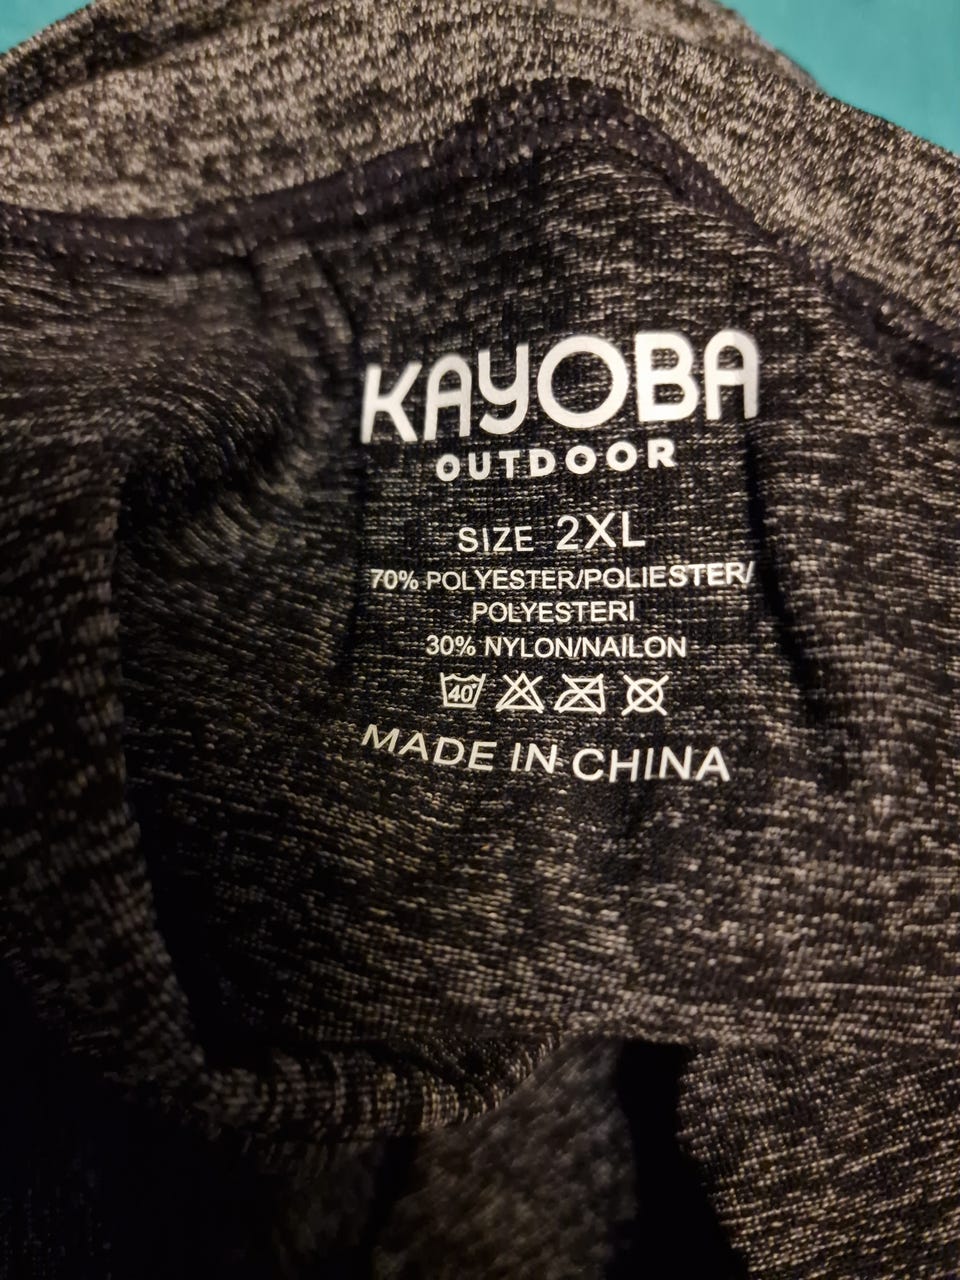 KAYOBA
OUTDOOR
SIZE 2XL
70% POLYESTER/POLIESTER/
POLYESTERI
30% NYLON/NAILON
40
MADE IN CHINA